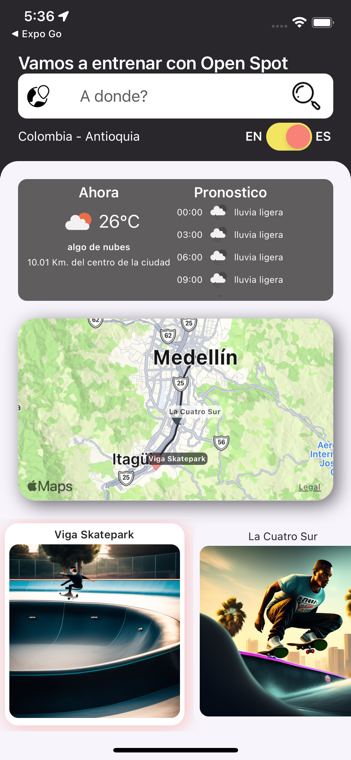 5:36
◀ Expo Go
Vamos a entrenar con Open Spot
A donde?
Colombia - Antioquia
EN ES
Ahora
26°C
algo de nubes
10.01 Km. del centro de la ciudad
Pronostico
00:00 lluvia ligera
03:00 lluvia ligera
06:00 lluvia ligera
09:00 lluvia ligera
62
62
25
Medellín
25
La Cuatro Sur
56
Itagü
Viga Skatepark
25
Maps
Legal
Viga Skatepark
La Cuatro Sur